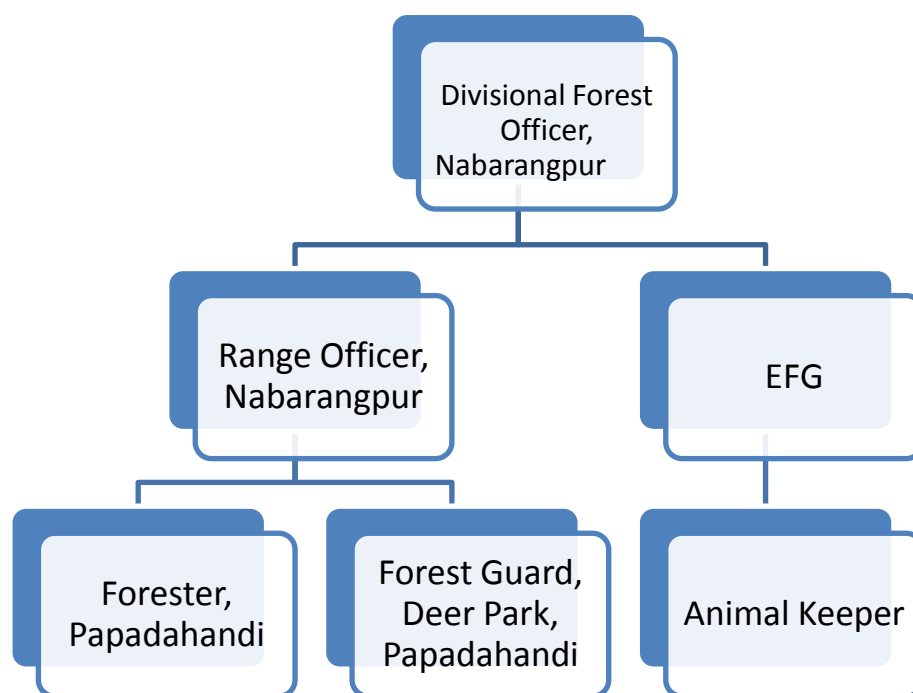 Divisional Forest
Officer,
Nabarangpur
Range Officer,
Nabarangpur
EFG
Forester,
Papadahandi
Forest Guard,
Deer Park,
Papadahandi
Animal Keeper